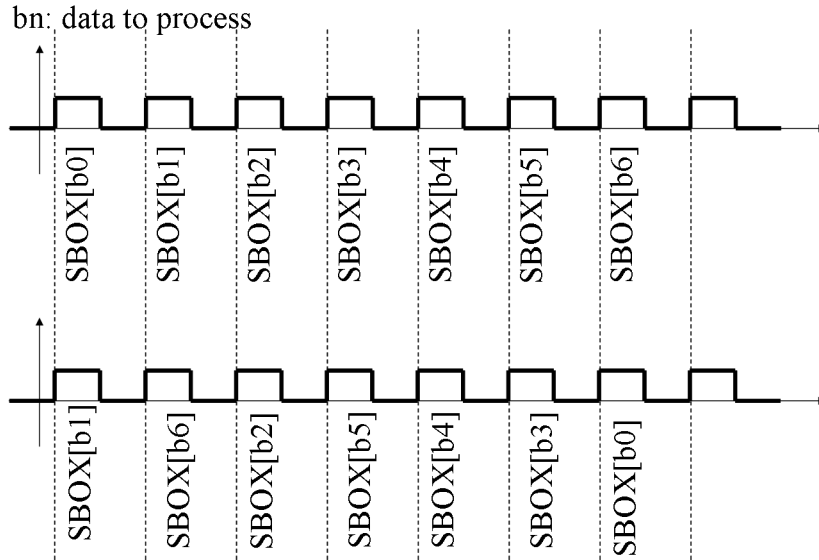 bn: data to process
SBOX[b0]
SBOX[b1]
SBOX[b2]
SBOX[b3]
SBOX[b4]
SBOX[b5]
SBOX[b6]
SBOX[b1]
SBOX[b6]
SBOX[b2]
SBOX[b5]
SBOX[b4]
SBOX[b3]
SBOX[b0]